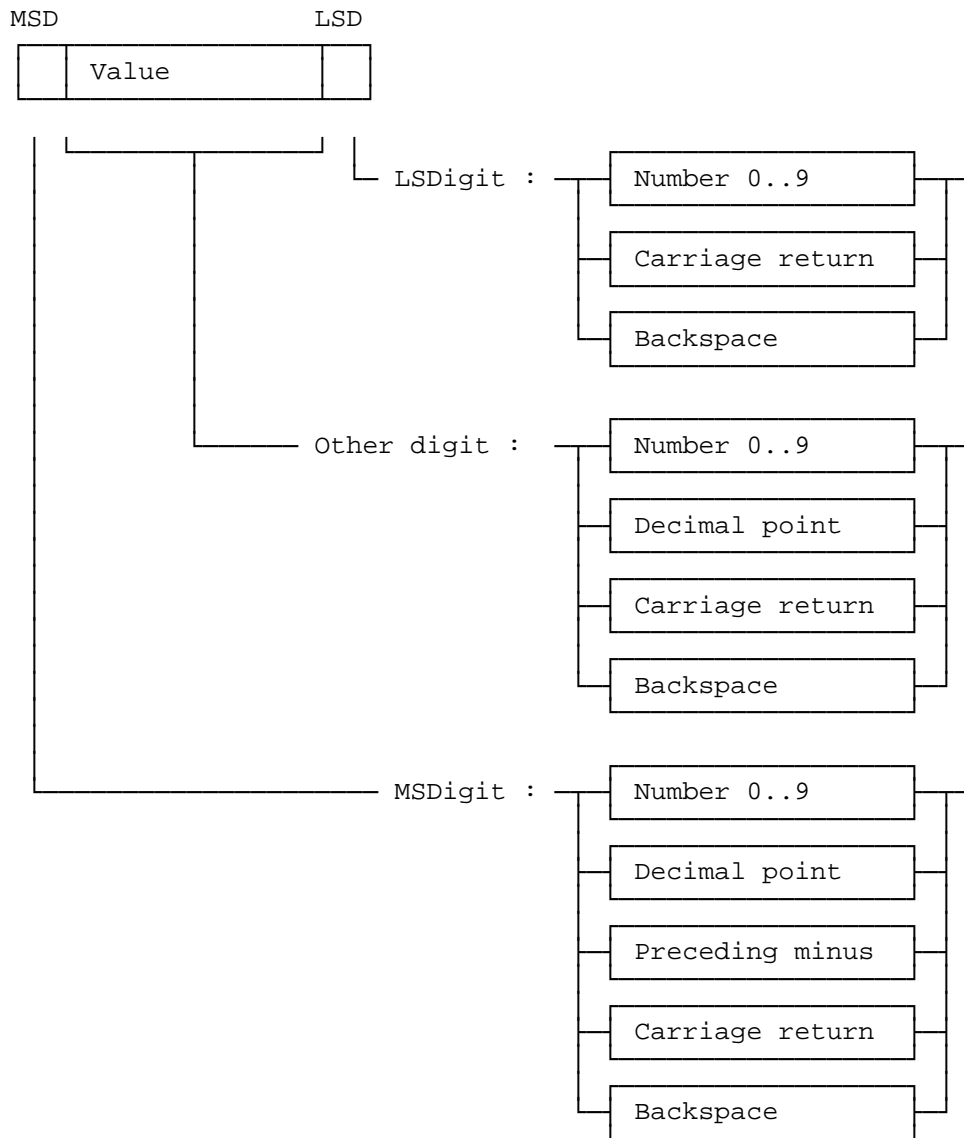 MSD LSD
Value
LSDigit : Number 0..9
Carriage return
Backspace
Other digit : Number 0..9
Decimal point
Carriage return
Backspace
MSDigit : Number 0..9
Decimal point
Preceding minus
Carriage return
Backspace